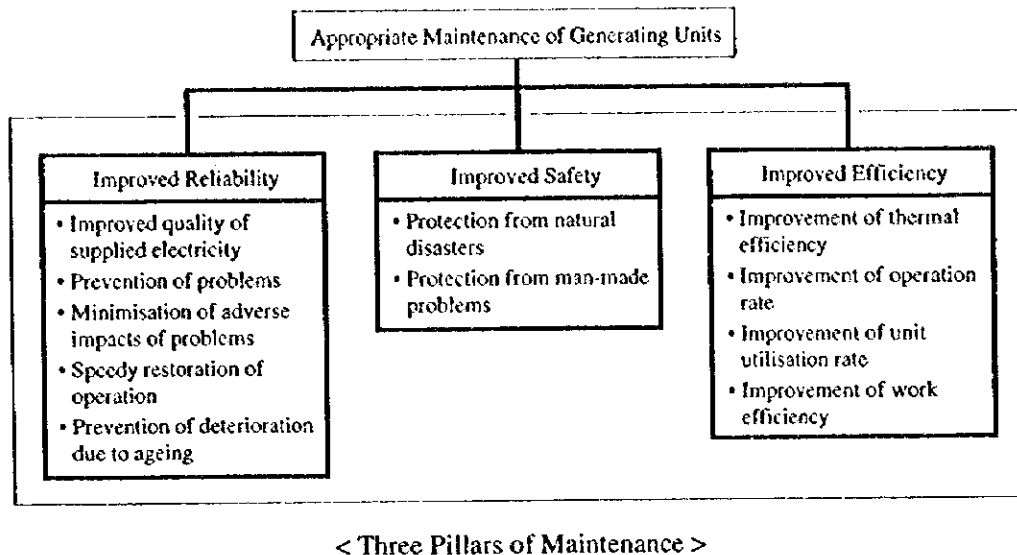 Appropriate Maintenance of Generating Units
Improved Reliability
• Improved quality of
supplied electricity
• Prevention of problems
• Minimisation of adverse
impacts of problems
• Speedy restoration of
operation
• Prevention of deterioration
due to ageing
Improved Safety
• Protection from natural
disasters
• Protection from man-made
problems
Improved Efficiency
• Improvement of thermal
efficiency
• Improvement of operation
rate
• Improvement of unit
utilisation rate
• Improvement of work
efficiency
< Three Pillars of Maintenance >